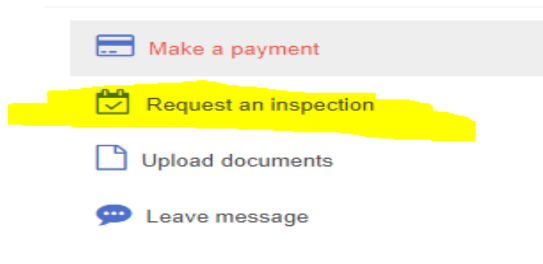 Make a payment
Request an inspection
Upload documents
Leave message